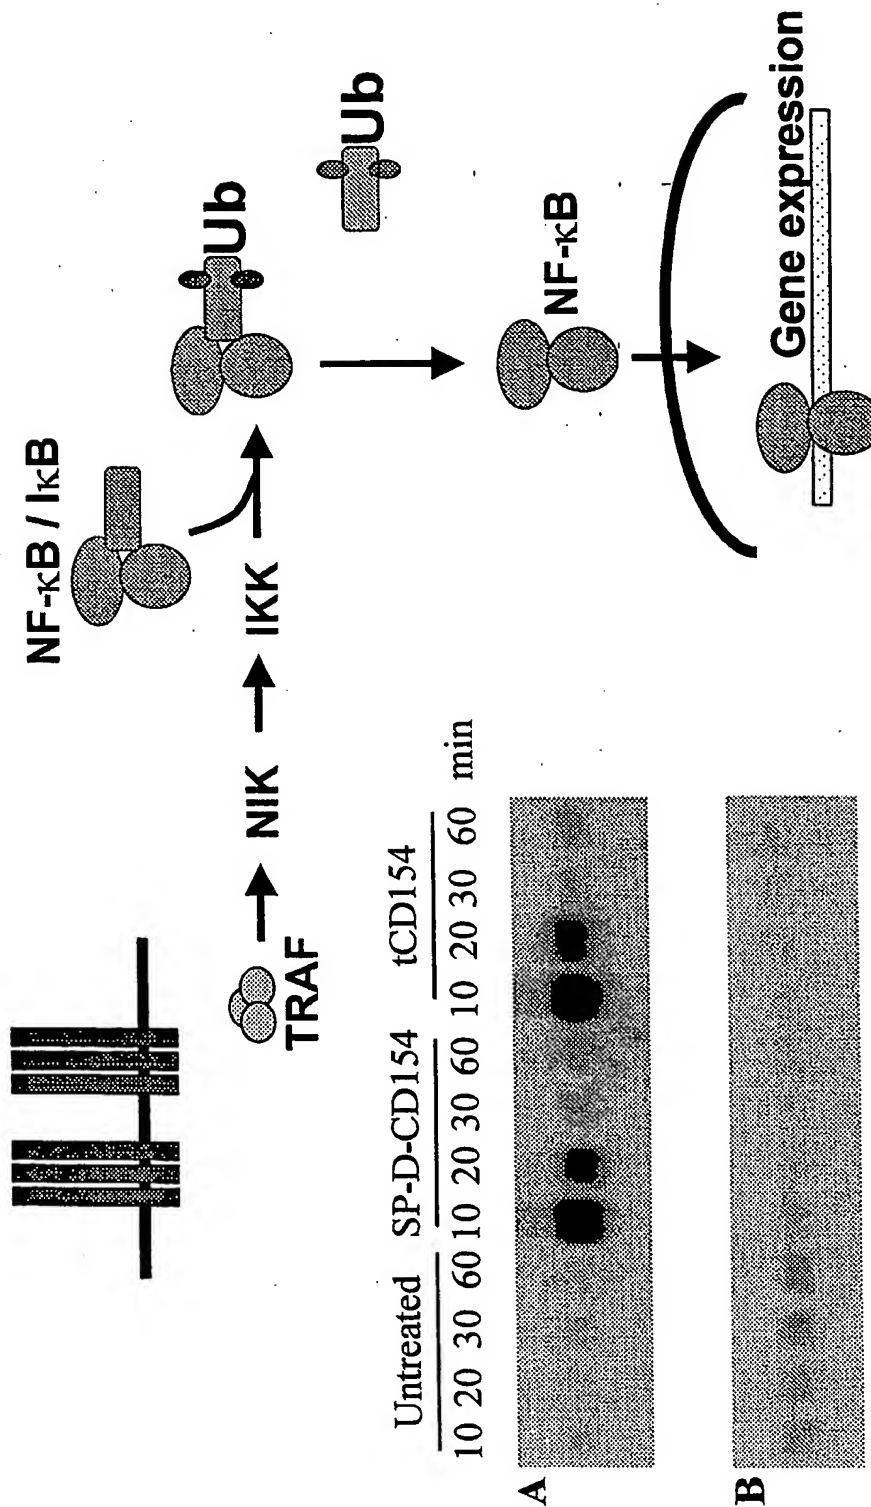 NF-κB / IκB
Ub
Ub
TRAF NIK IKK
NF-κB
Gene expression
Untreated SP-D-CD154 tCD154
10 20 30 60 10 20 30 60 10 20 30 60 min
A
B